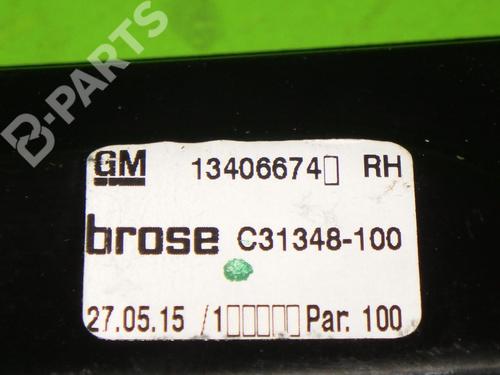 B-PARTS
GM 13406674▯ RH
brose C31348-100
27.05.15 /1▯▯▯▯▯ Par. 100